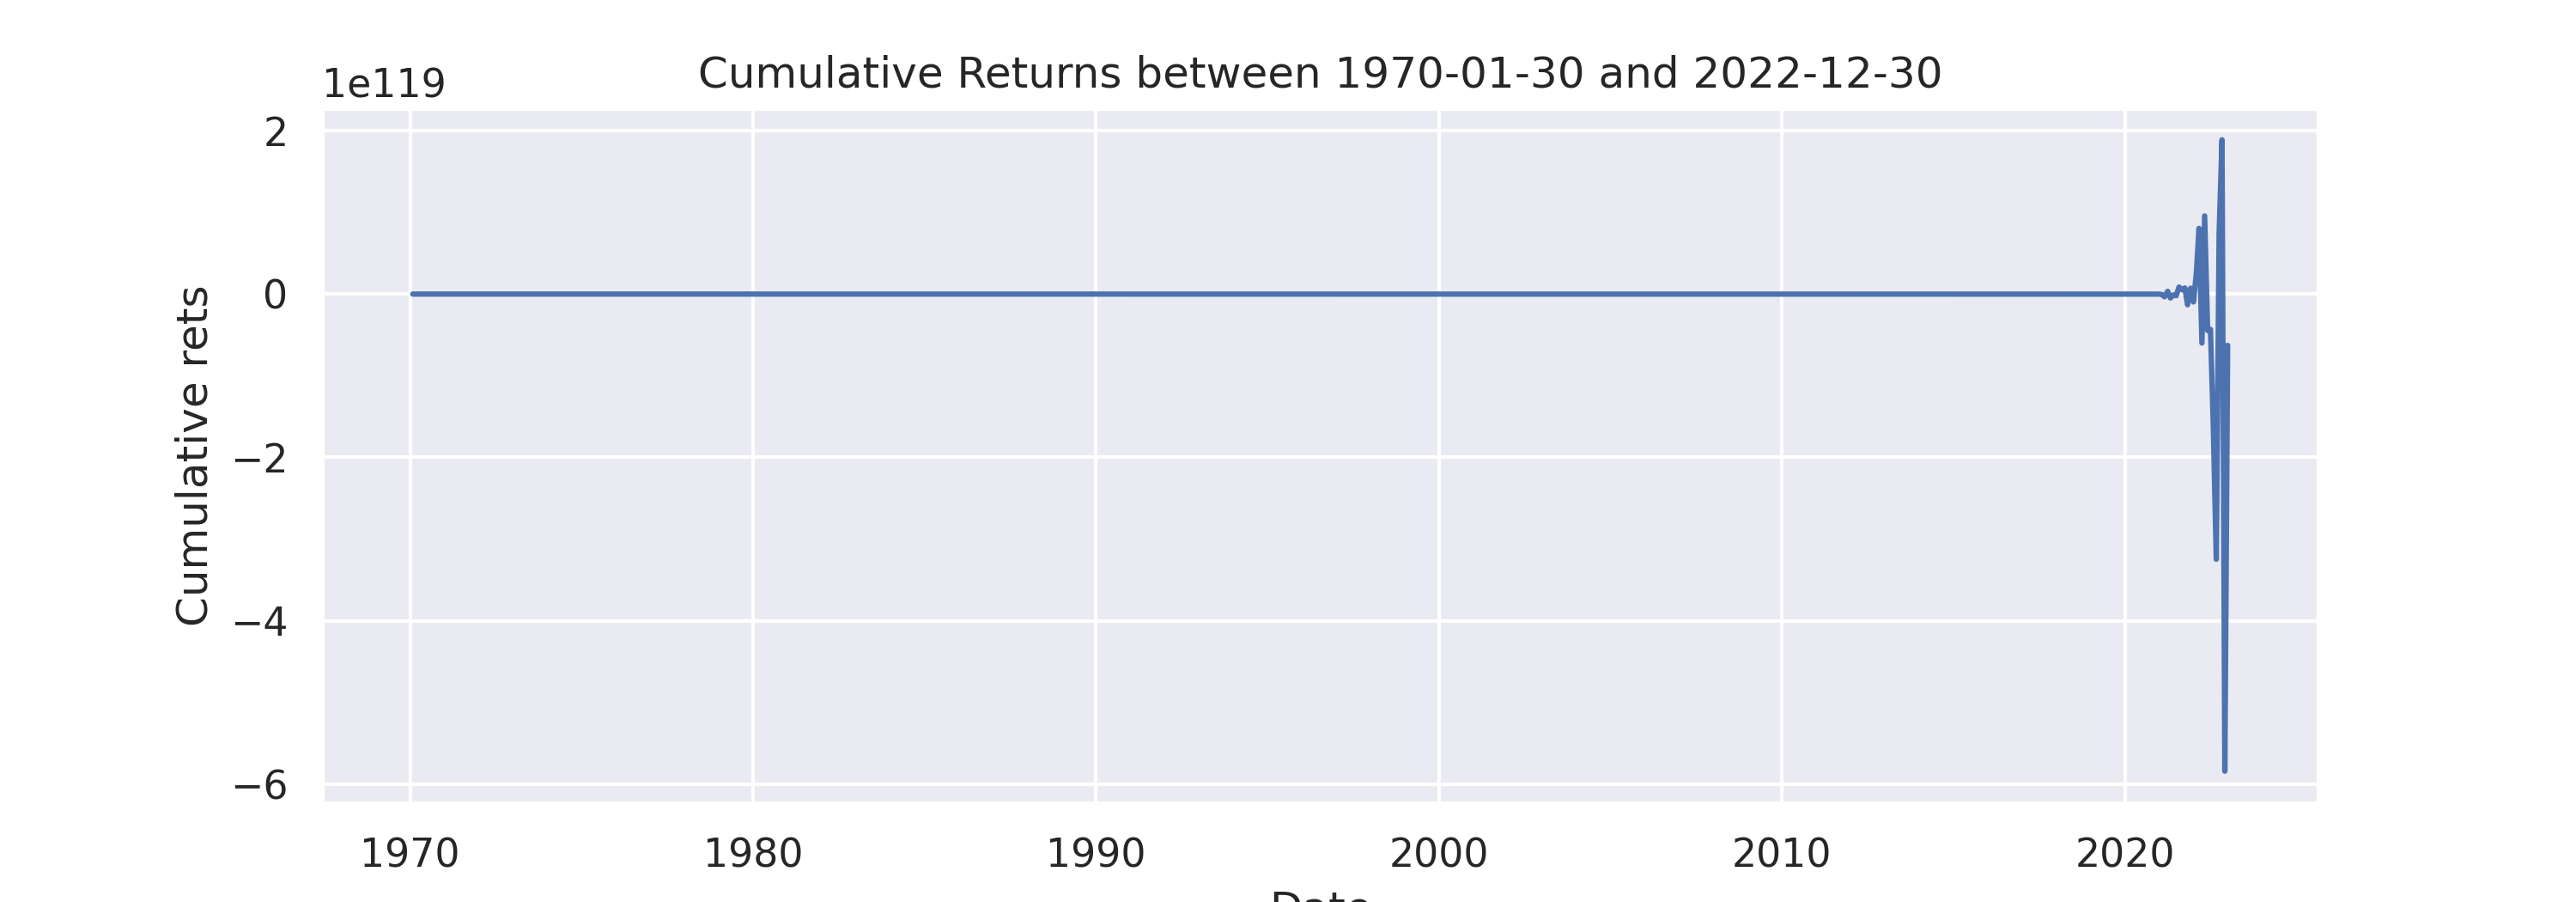 Cumulative Returns between 1970-01-30 and 2022-12-30
1e119
2
0
−2
−4
−6
Cumulative rets
1970 1980 1990 2000 2010 2020
Date